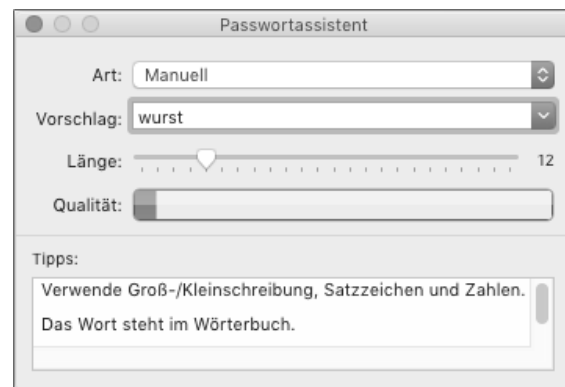 Passwortassistent
Art: Manuell
Vorschlag: wurst
Länge: 12
Qualität:
Tipps:
Verwende Groß-/Kleinschreibung, Satzzeichen und Zahlen.
Das Wort steht im Wörterbuch.